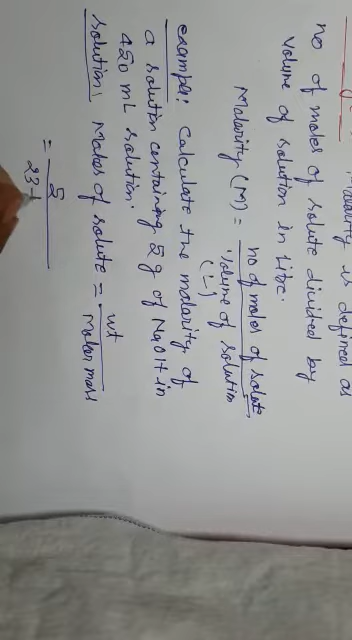 Molarity is defined as
no of moles of solute divided by
volume of solution in Litre.
Molarity (M) = no of moles of solute
volume of solution
(L)
example: Calculate the molarity of
a solution containing 5 g of NaOH in
450 mL solution.
Solution: Moles of solute = wt
Molar mass
= 5
23+